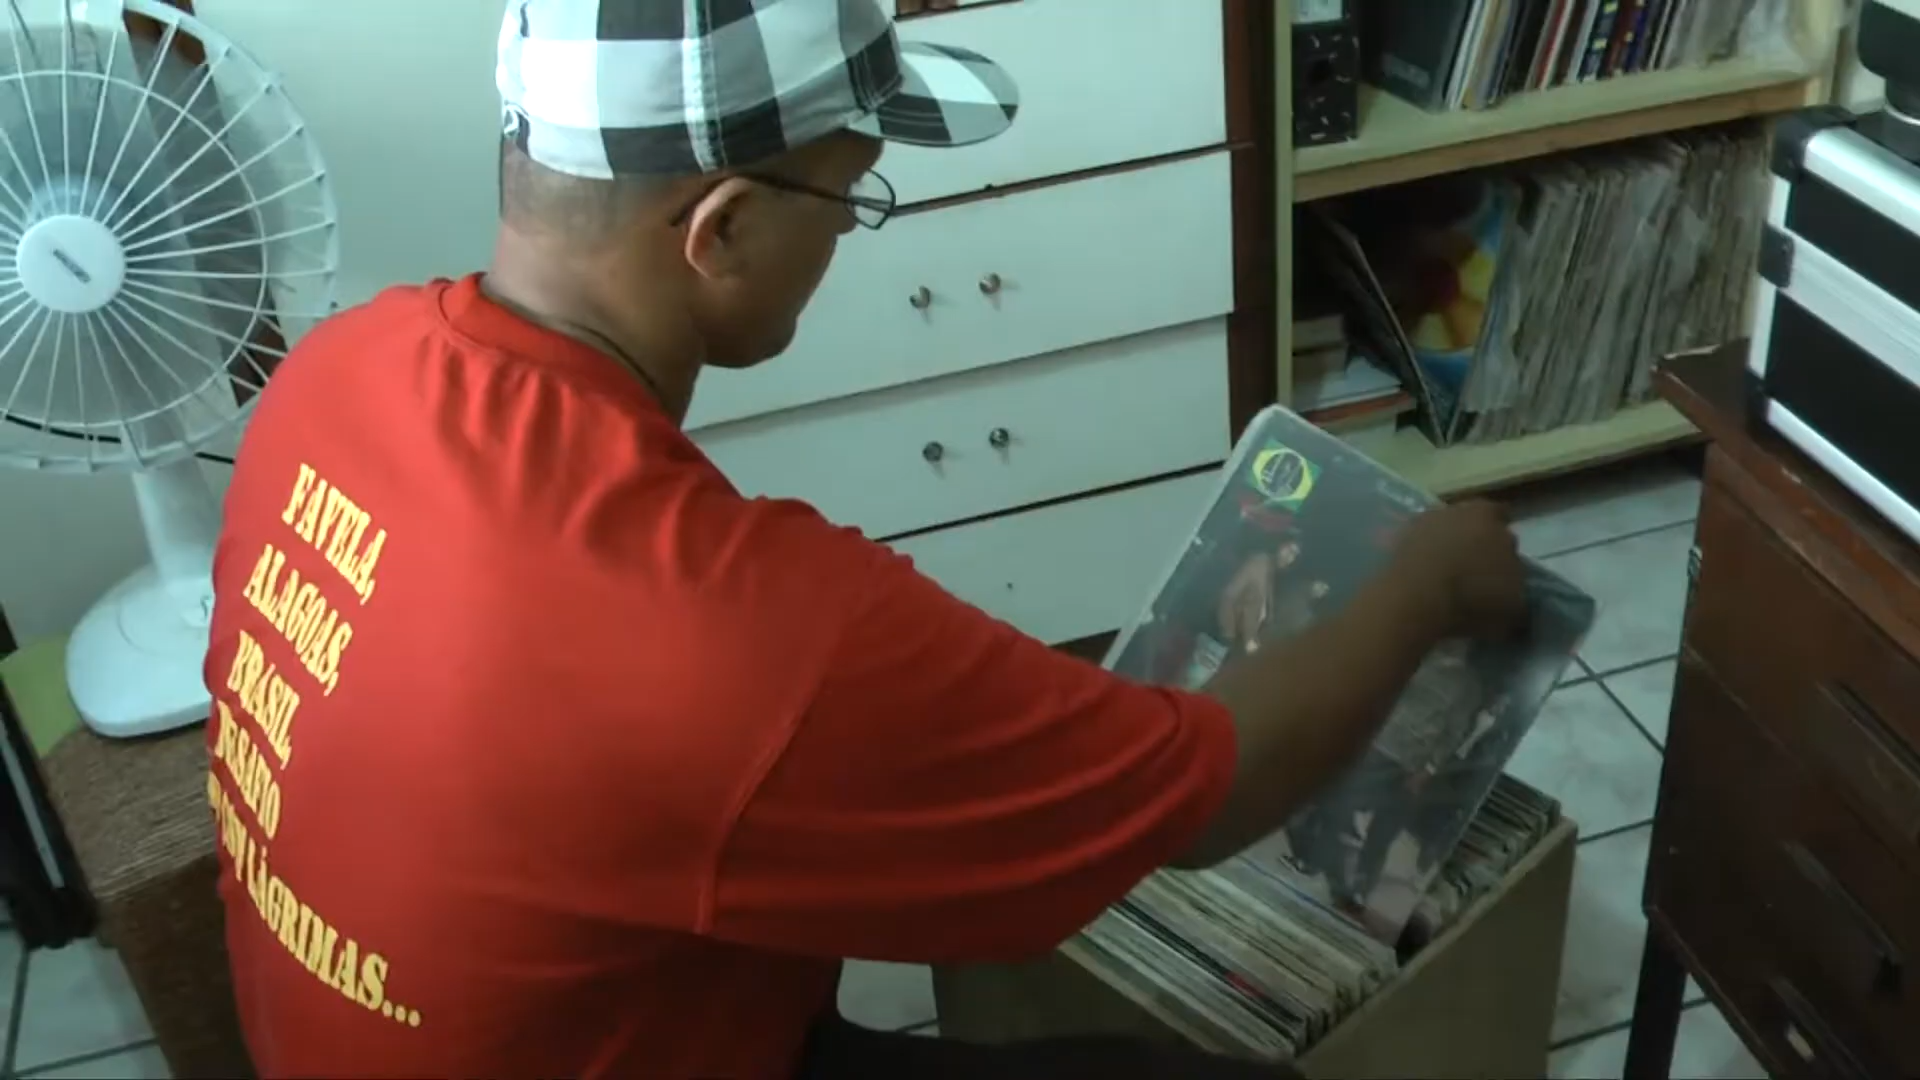 FAVELA,
ALAGOAS,
BRASIL,
DESAFIO
LÁGRIMAS...